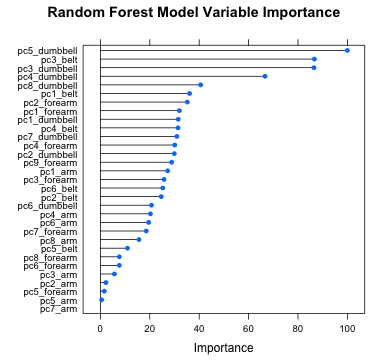 Random Forest Model Variable Importance
pc5_dumbbell
pc3_belt
pc3_dumbbell
pc4_dumbbell
pc8_dumbbell
pc1_belt
pc2_forearm
pc1_forearm
pc1_dumbbell
pc4_belt
pc7_dumbbell
pc4_forearm
pc2_dumbbell
pc9_forearm
pc1_arm
pc3_forearm
pc6_belt
pc2_belt
pc6_dumbbell
pc4_arm
pc6_arm
pc7_forearm
pc8_arm
pc5_belt
pc8_forearm
pc6_forearm
pc3_arm
pc2_arm
pc5_forearm
pc5_arm
pc7_arm
0 20 40 60 80 100
Importance